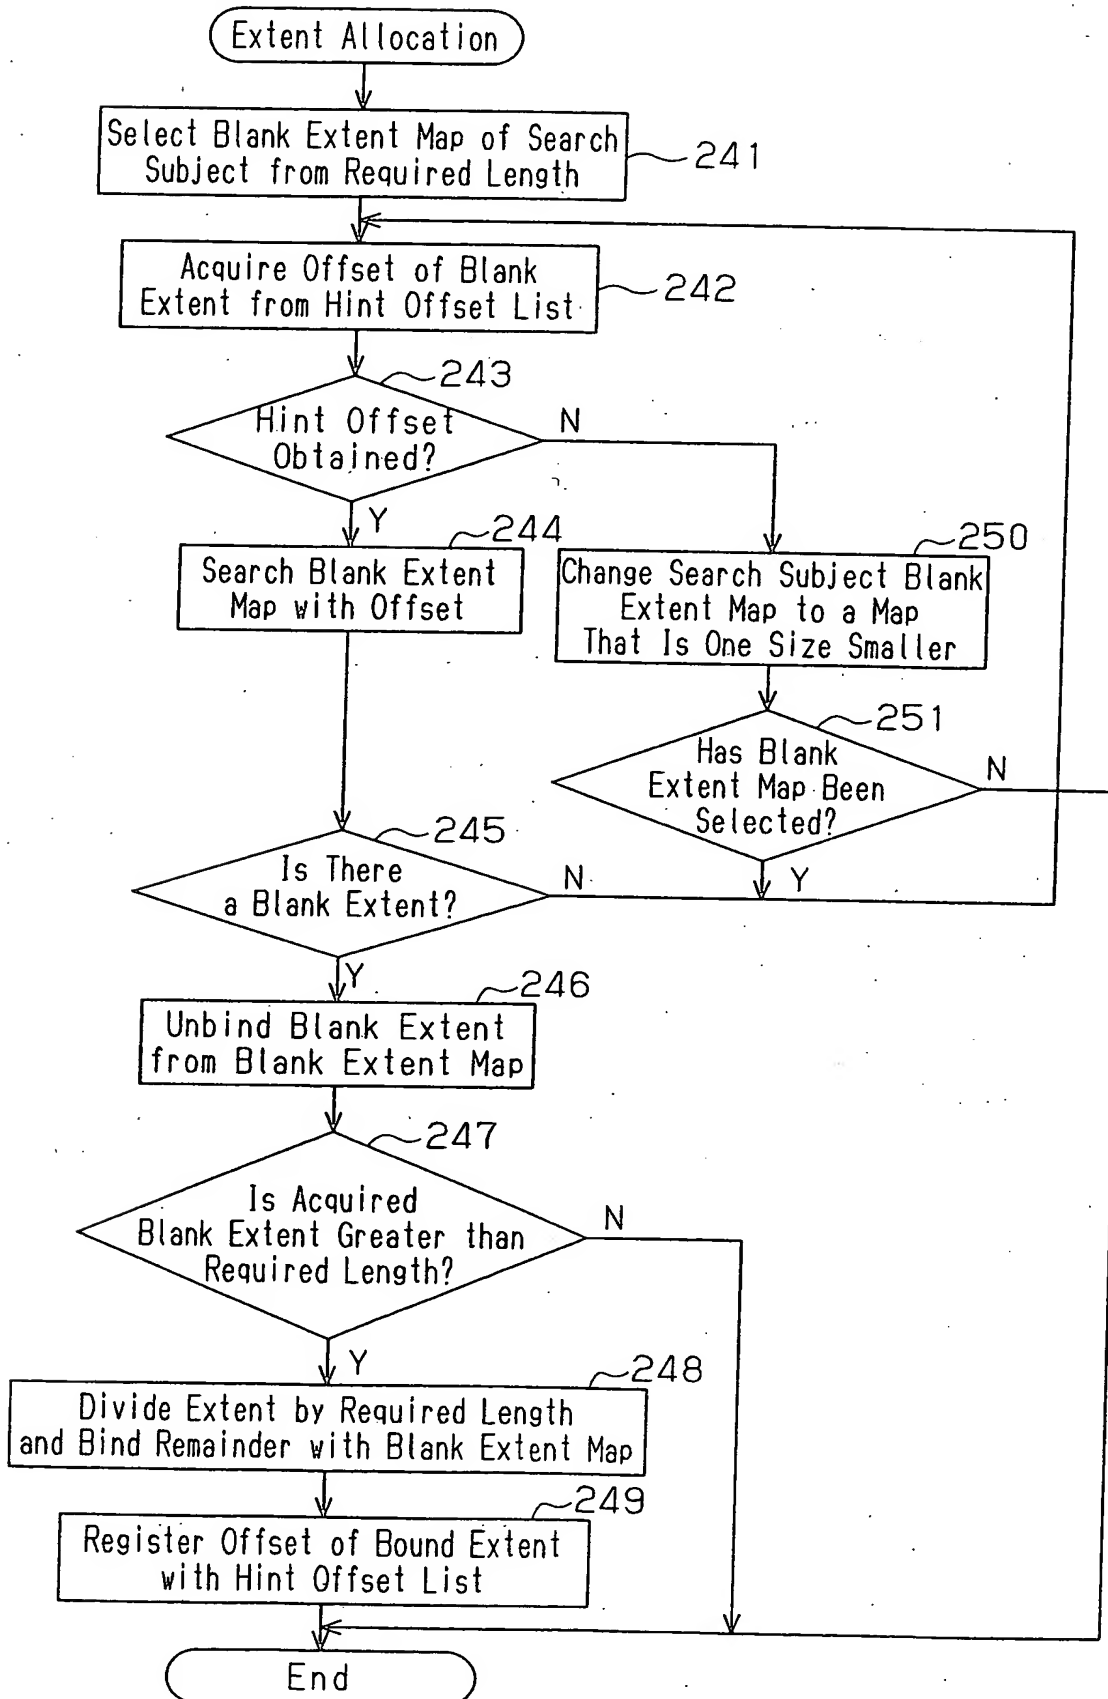 Extent Allocation
Select Blank Extent Map of Search
Subject from Required Length
241
Acquire Offset of Blank
Extent from Hint Offset List
242
243
Hint Offset
Obtained?
N
Y
244
Search Blank Extent
Map with Offset
250
Change Search Subject Blank
Extent Map to a Map
That Is One Size Smaller
251
Has Blank
Extent Map Been
Selected?
N
Y
245
Is There
a Blank Extent?
N
Y
246
Unbind Blank Extent
from Blank Extent Map
247
Is Acquired
Blank Extent Greater than
Required Length?
N
Y
248
Divide Extent by Required Length
and Bind Remainder with Blank Extent Map
249
Register Offset of Bound Extent
with Hint Offset List
End